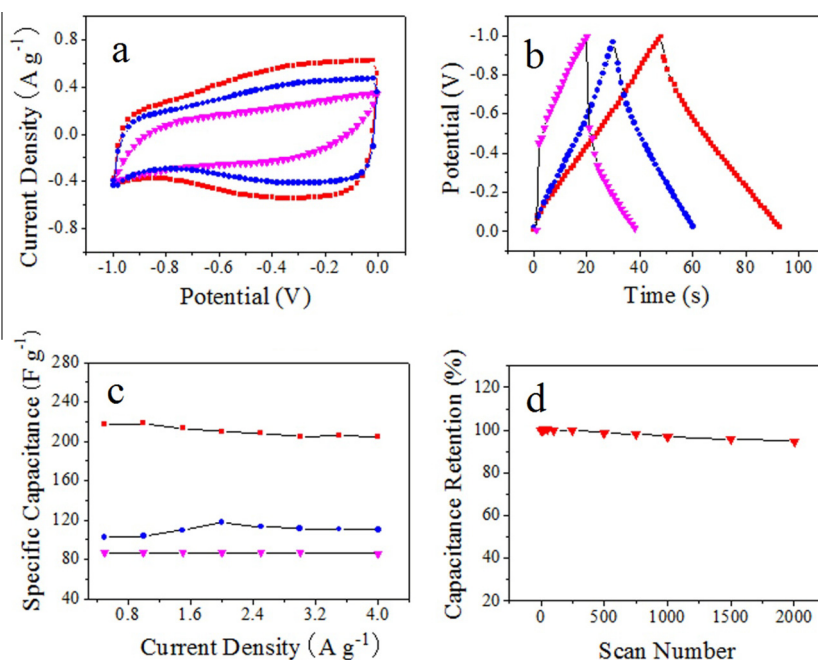 a
0.8
0.4
0.0
-0.4
-0.8
Current Density (A g⁻¹)
-1.0 -0.8 -0.6 -0.4 -0.2 0.0
Potential (V)
b
-1.0
-0.8
-0.6
-0.4
-0.2
0.0
Potential (V)
0 20 40 60 80 100
Time (s)
c
280
240
200
160
120
80
40
Specific Capacitance (F g⁻¹)
0.8 1.6 2.4 3.2 4.0
Current Density (A g⁻¹)
d
120
100
80
60
40
20
Capacitance Retention (%)
0 500 1000 1500 2000
Scan Number